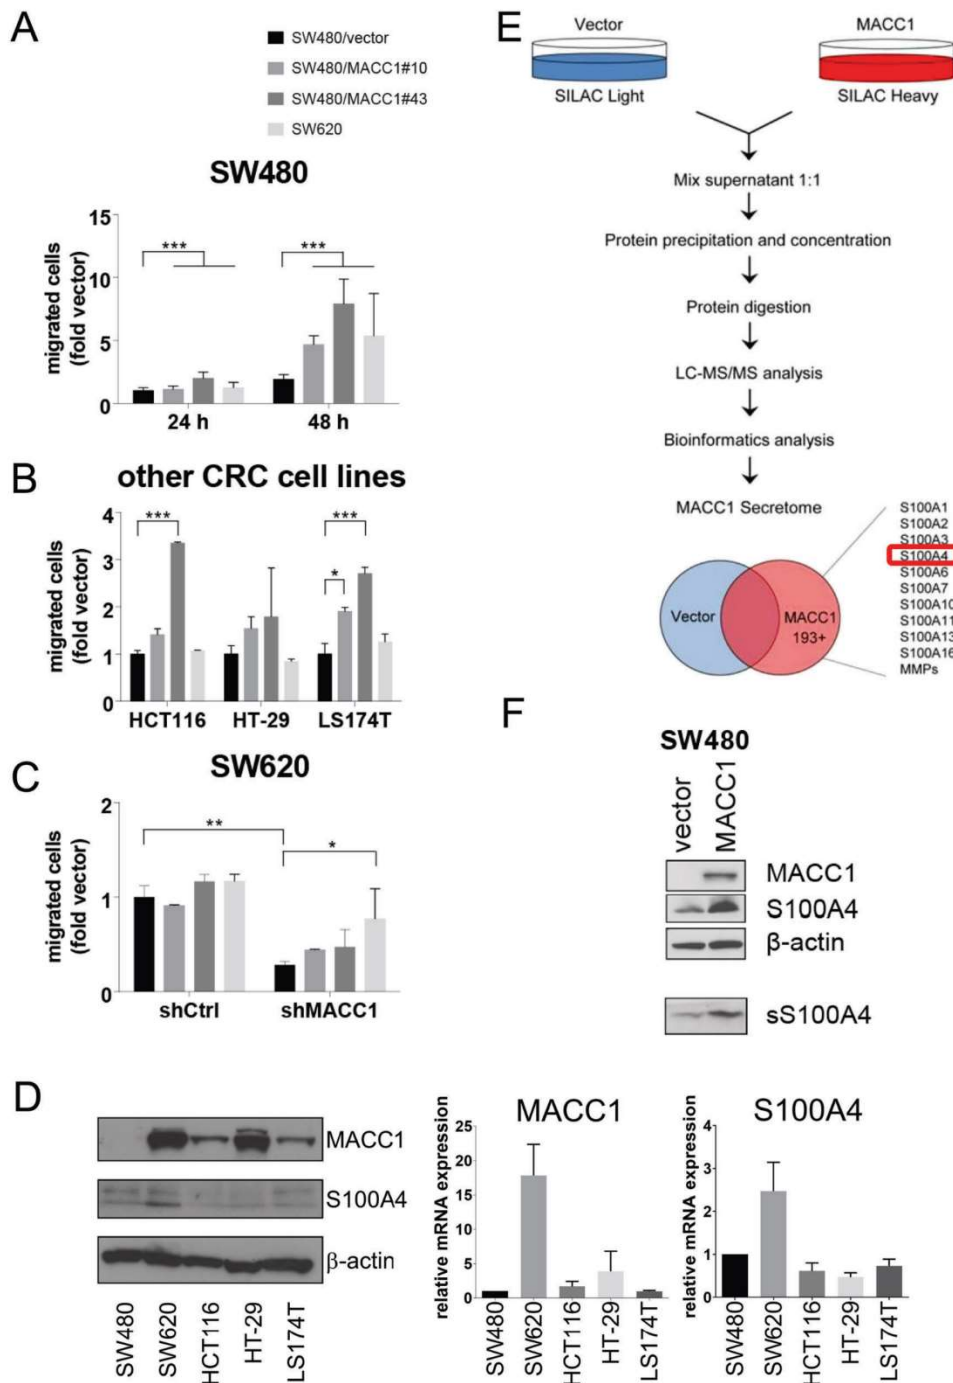 A
SW480/vector
SW480/MACC1#10
SW480/MACC1#43
SW620
SW480
migrated cells
(fold vector)
15
10
5
0
***
***
24 h
48 h
B
other CRC cell lines
migrated cells
(fold vector)
4
3
2
1
0
***
*
***
HCT116
HT-29
LS174T
C
SW620
migrated cells
(fold vector)
2
1
0
**
*
shCtrl
shMACC1
D
MACC1
S100A4
β-actin
SW480
SW620
HCT116
HT-29
LS174T
MACC1
relative mRNA expression
25
20
15
10
5
0
SW480
SW620
HCT116
HT-29
LS174T
S100A4
relative mRNA expression
4
3
2
1
0
SW480
SW620
HCT116
HT-29
LS174T
E
Vector
MACC1
SILAC Light
SILAC Heavy
Mix supernatant 1:1
Protein precipitation and concentration
Protein digestion
LC-MS/MS analysis
Bioinformatics analysis
MACC1 Secretome
Vector
MACC1
193+
S100A1
S100A2
S100A3
S100A4
S100A6
S100A7
S100A10
S100A11
S100A13
S100A16
MMPs
F
SW480
vector
MACC1
MACC1
S100A4
β-actin
sS100A4